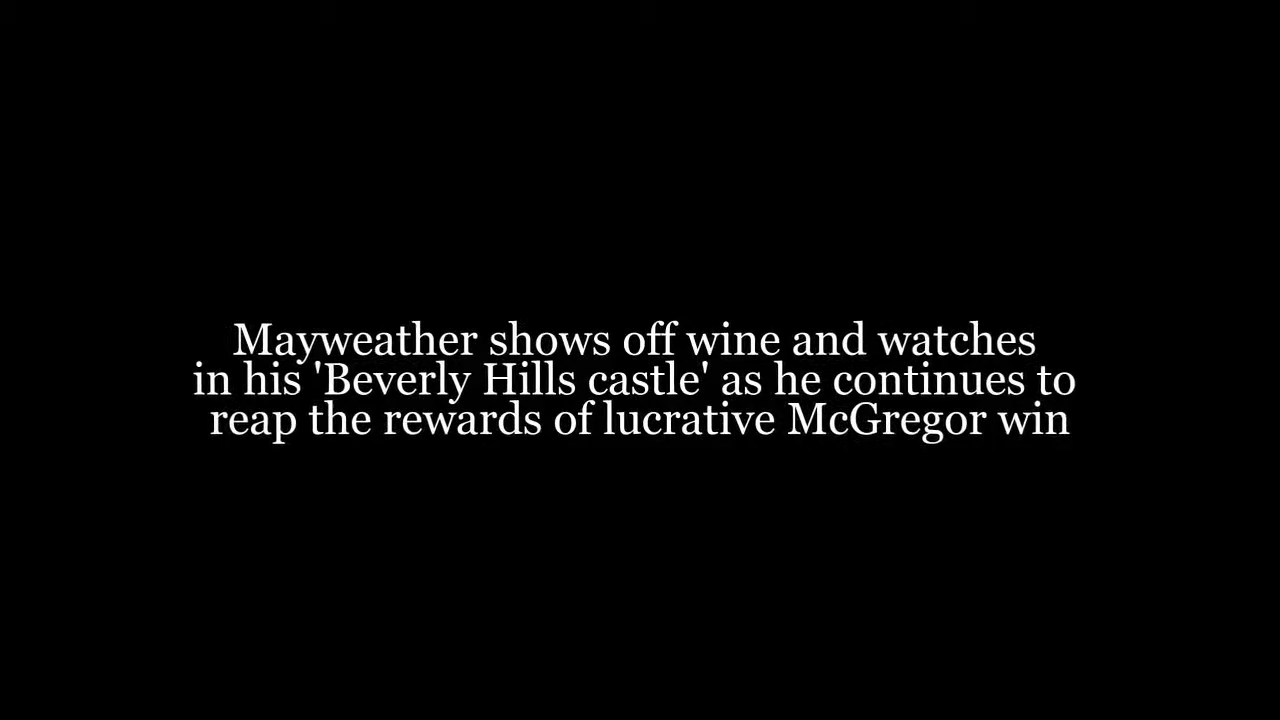 Mayweather shows off wine and watches
in his 'Beverly Hills castle' as he continues to
reap the rewards of lucrative McGregor win